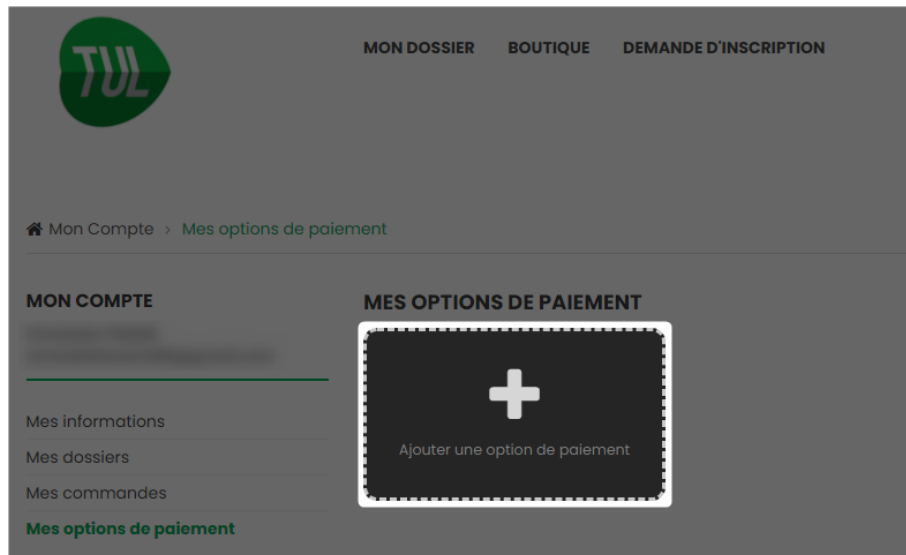 TUL
MON DOSSIER BOUTIQUE DEMANDE D'INSCRIPTION
Mon Compte > Mes options de paiement
MON COMPTE
MES OPTIONS DE PAIEMENT
Ajouter une option de paiement
Mes informations
Mes dossiers
Mes commandes
Mes options de paiement